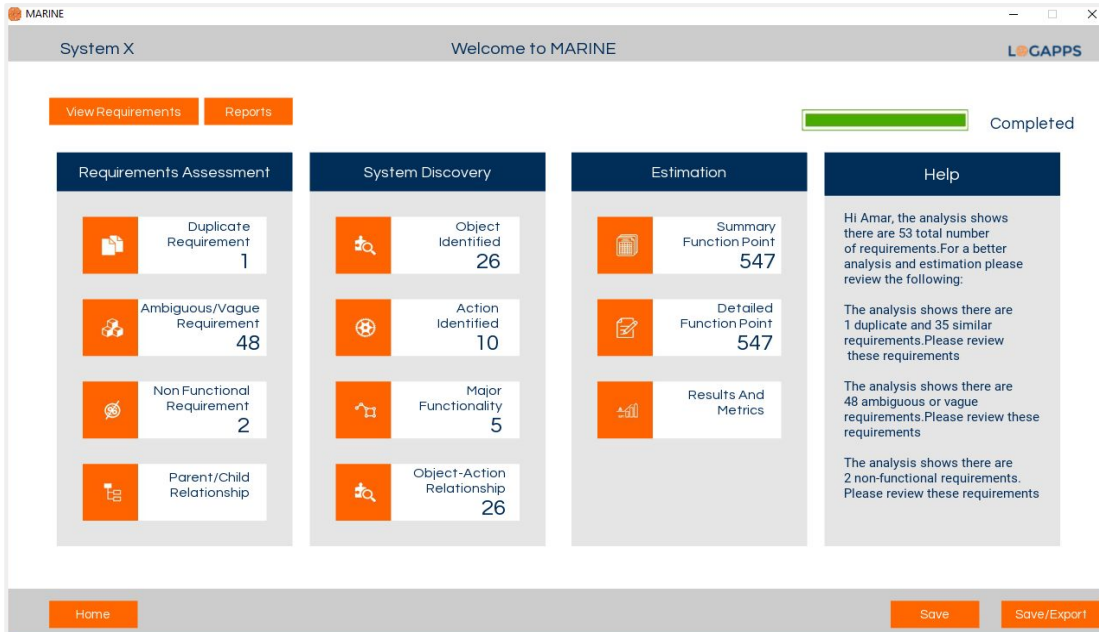 MARINE
System X
Welcome to MARINE
LOGAPPS
View Requirements
Reports
Completed
Requirements Assessment
Duplicate
Requirement
1
Ambiguous/Vague
Requirement
48
Non Functional
Requirement
2
Parent/Child
Relationship
System Discovery
Object
Identified
26
Action
Identified
10
Major
Functionality
5
Object-Action
Relationship
26
Estimation
Summary
Function Point
547
Detailed
Function Point
547
Results And
Metrics
Help
Hi Amar, the analysis shows
there are 53 total number
of requirements.For a better
analysis and estimation please
review the following:
The analysis shows there are
1 duplicate and 35 similar
requirements.Please review
these requirements
The analysis shows there are
48 ambiguous or vague
requirements.Please review these
requirements
The analysis shows there are
2 non-functional requirements.
Please review these requirements
Home
Save
Save/Export